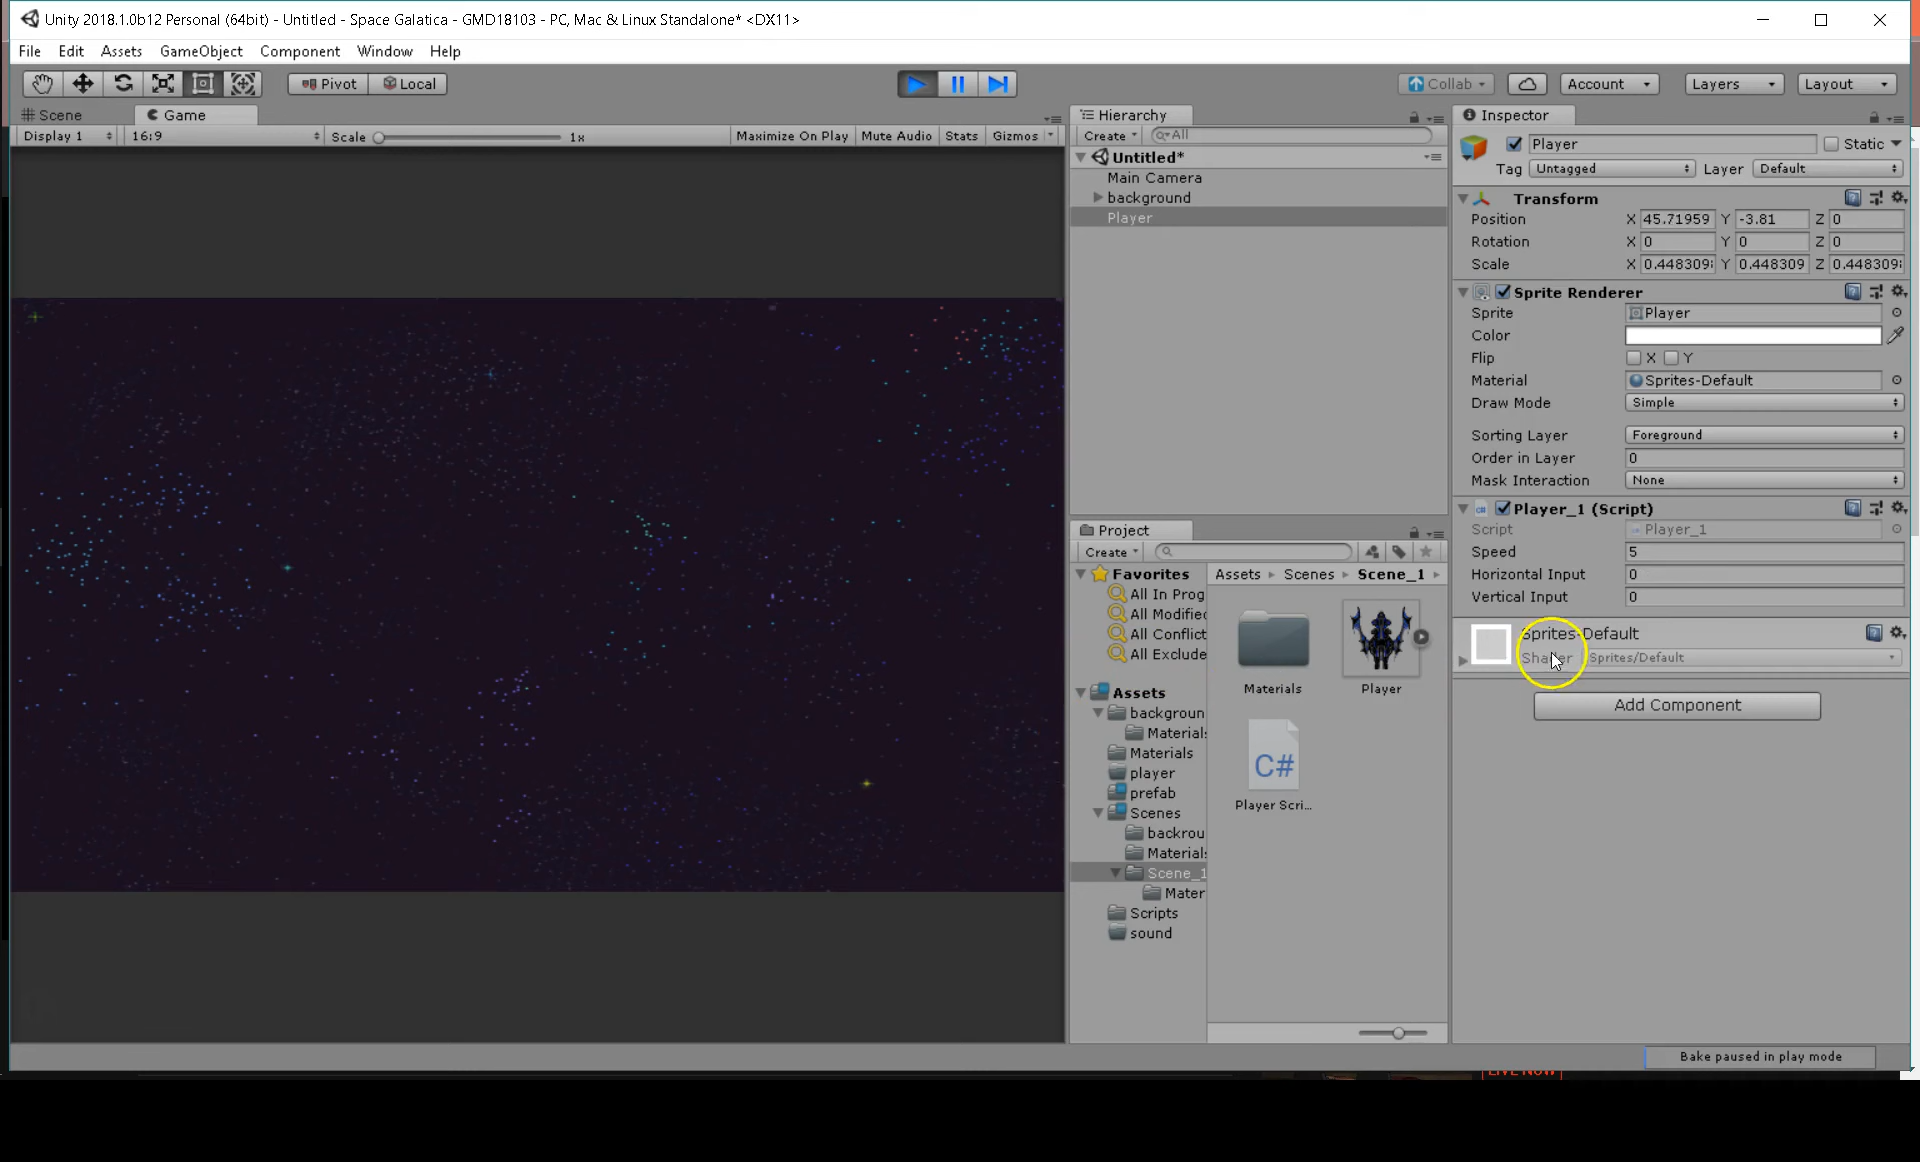 Unity 2018.1.0b12 Personal (64bit) - Untitled - Space Galatica - GMD18103 - PC, Mac & Linux Standalone* <DX11>
File Edit Assets GameObject Component Window Help
Pivot Local Collab Account Layers Layout
Scene Game
Display 1 16:9 Scale 1x Maximize On Play Mute Audio Stats Gizmos
Hierarchy
Create All
Untitled*
Main Camera
background
Player
Project
Create
Favorites
All In Prog
All Modified
All Conflict
All Exclude
Assets
backgroun
Materials
Materials
player
prefab
Scenes
backrou
Materials
Scene_1
Mater
Scripts
sound
Assets Scenes Scene_1
Materials
Player
C#
Player Scri...
Inspector
Player Static
Tag Untagged Layer Default
Transform
Position X 45.71959 Y -3.81 Z 0
Rotation X 0 Y 0 Z 0
Scale X 0.448309 Y 0.448309 Z 0.448309
Sprite Renderer
Sprite Player
Color
Flip X Y
Material Sprites-Default
Draw Mode Simple
Sorting Layer Foreground
Order in Layer 0
Mask Interaction None
Player_1 (Script)
Script Player_1
Speed 5
Horizontal Input 0
Vertical Input 0
Sprites-Default
Shader Sprites/Default
Add Component
Bake paused in play mode
LIVE NOW